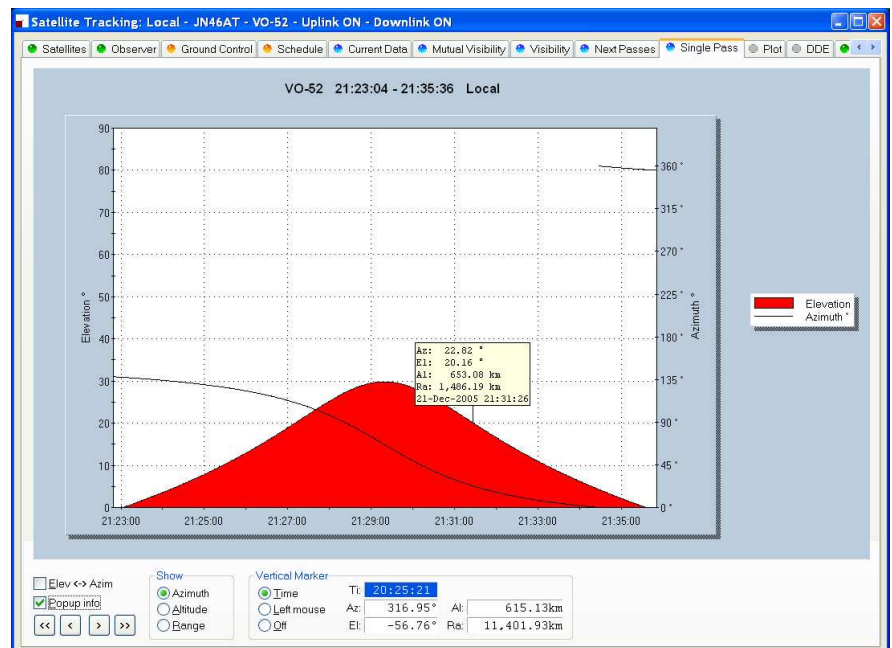 Satellite Tracking: Local - JN46AT - VO-52 - Uplink ON - Downlink ON
Satellites Observer Ground Control Schedule Current Data Mutual Visibility Visibility Next Passes Single Pass Plot DDE
VO-52 21:23:04 - 21:35:36 Local
90
80
70
60
50
40
30
20
10
0
Elevation °
360 °
315 °
270 °
225 °
180 °
135 °
90 °
45 °
0 °
Azimuth °
Az: 22.82 °
El: 20.16 °
Al: 653.08 km
Ra: 1,486.19 km
21-Dec-2005 21:31:26
21:23:00 21:25:00 21:27:00 21:29:00 21:31:00 21:33:00 21:35:00
Elevation
Azimuth °
Elev <-> Azim
Popup info
<< < > >>
Show
Azimuth
Altitude
Range
Vertical Marker
Time
Left mouse
Off
Ti: 20:25:21
Az: 316.95° Al: 615.13km
El: -56.76° Ra: 11,401.93km